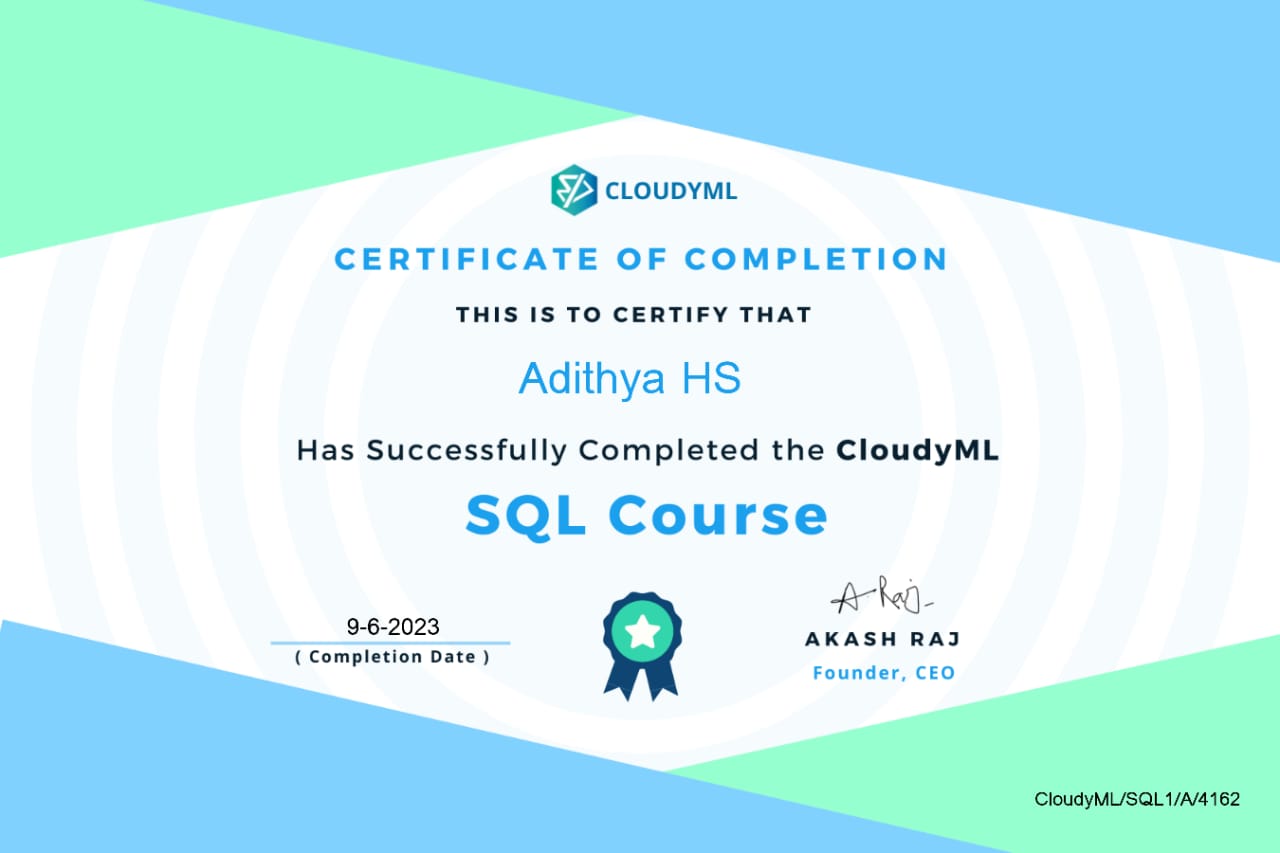 CLOUDYML
CERTIFICATE OF COMPLETION
THIS IS TO CERTIFY THAT
Adithya HS
Has Successfully Completed the CloudyML
SQL Course
9-6-2023
( Completion Date )
A Raj
AKASH RAJ
Founder, CEO
CloudyML/SQL1/A/4162